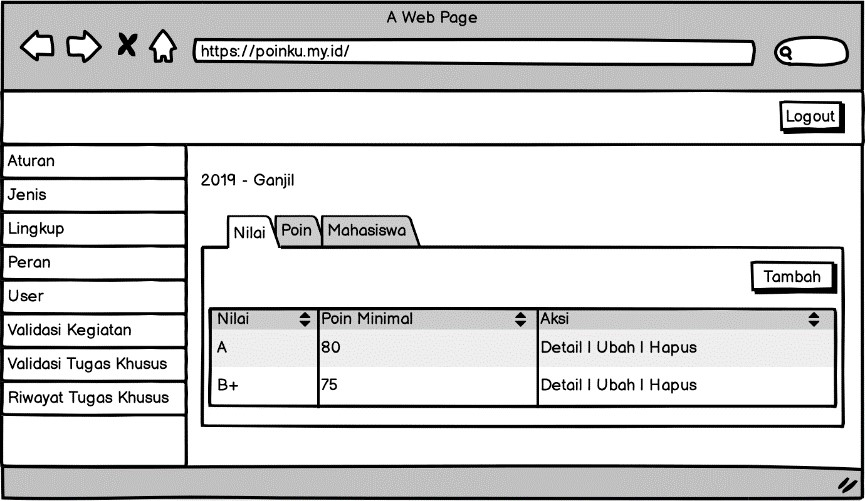 A Web Page
https://poinku.my.id/
Logout
Aturan
Jenis
Lingkup
Peran
User
Validasi Kegiatan
Validasi Tugas Khusus
Riwayat Tugas Khusus
2019 - Ganjil
Nilai Poin Mahasiswa
Tambah
Nilai Poin Minimal Aksi
A 80 Detail | Ubah | Hapus
B+ 75 Detail | Ubah | Hapus